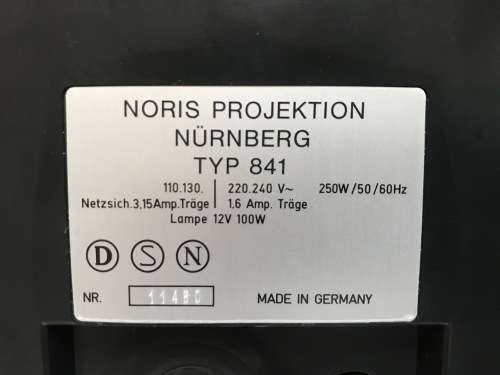 NORIS PROJEKTION
NÜRNBERG
TYP 841
110.130. 220.240 V~ 250W/50/60Hz
Netzsich.3,15Amp.Träge 1,6 Amp. Träge
Lampe 12V 100W
D S N
NR. MADE IN GERMANY